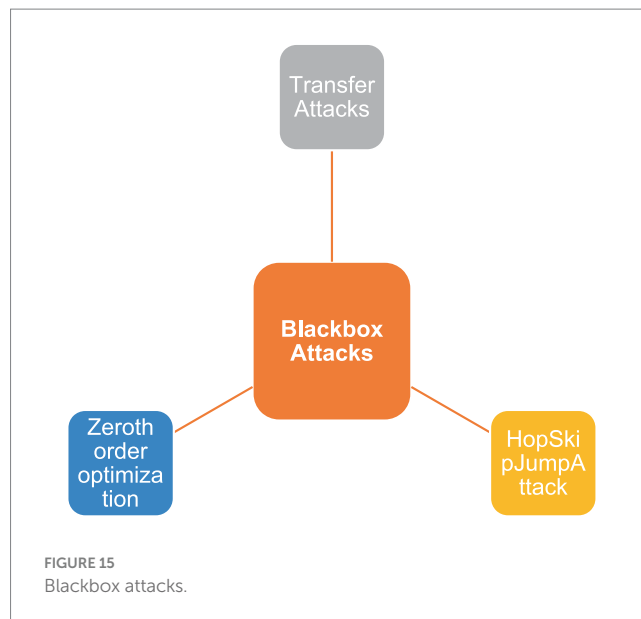 Transfer
Attacks
Blackbox
Attacks
Zeroth
order
optimiza
tion
HopSki
pJumpA
ttack
FIGURE 15
Blackbox attacks.